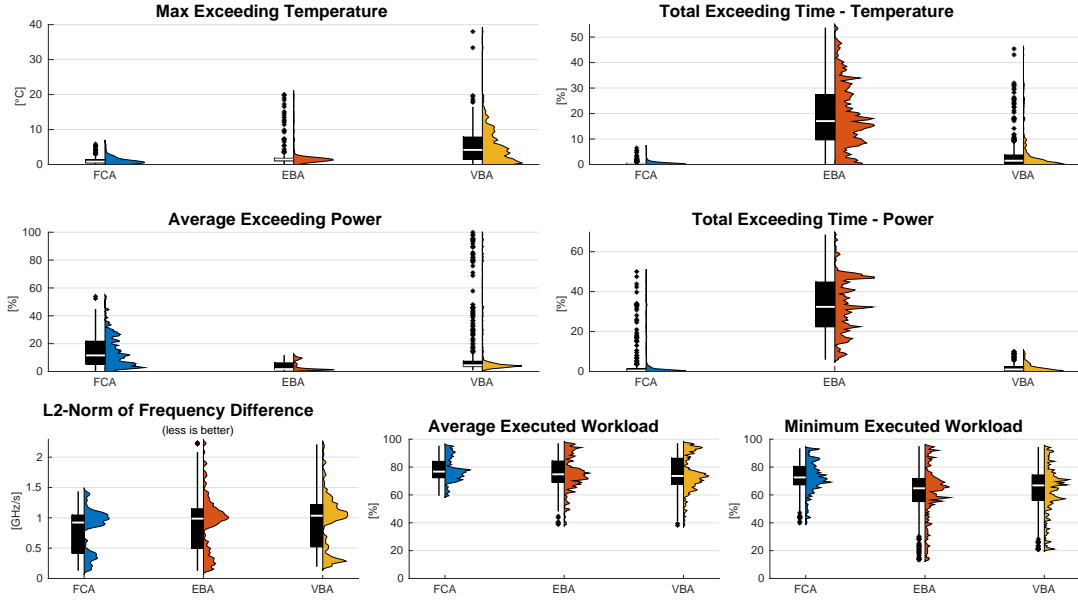 Max Exceeding Temperature
40
30
20
10
0
[°C]
FCA EBA VBA
Total Exceeding Time - Temperature
50
40
30
20
10
0
[%]
FCA EBA VBA
Average Exceeding Power
100
80
60
40
20
0
[%]
FCA EBA VBA
Total Exceeding Time - Power
60
40
20
0
[%]
FCA EBA VBA
L2-Norm of Frequency Difference
(less is better)
2
1.5
1
0.5
0
[GHz/s]
FCA EBA VBA
Average Executed Workload
100
80
60
40
20
0
[%]
FCA EBA VBA
Minimum Executed Workload
100
80
60
40
20
0
[%]
FCA EBA VBA